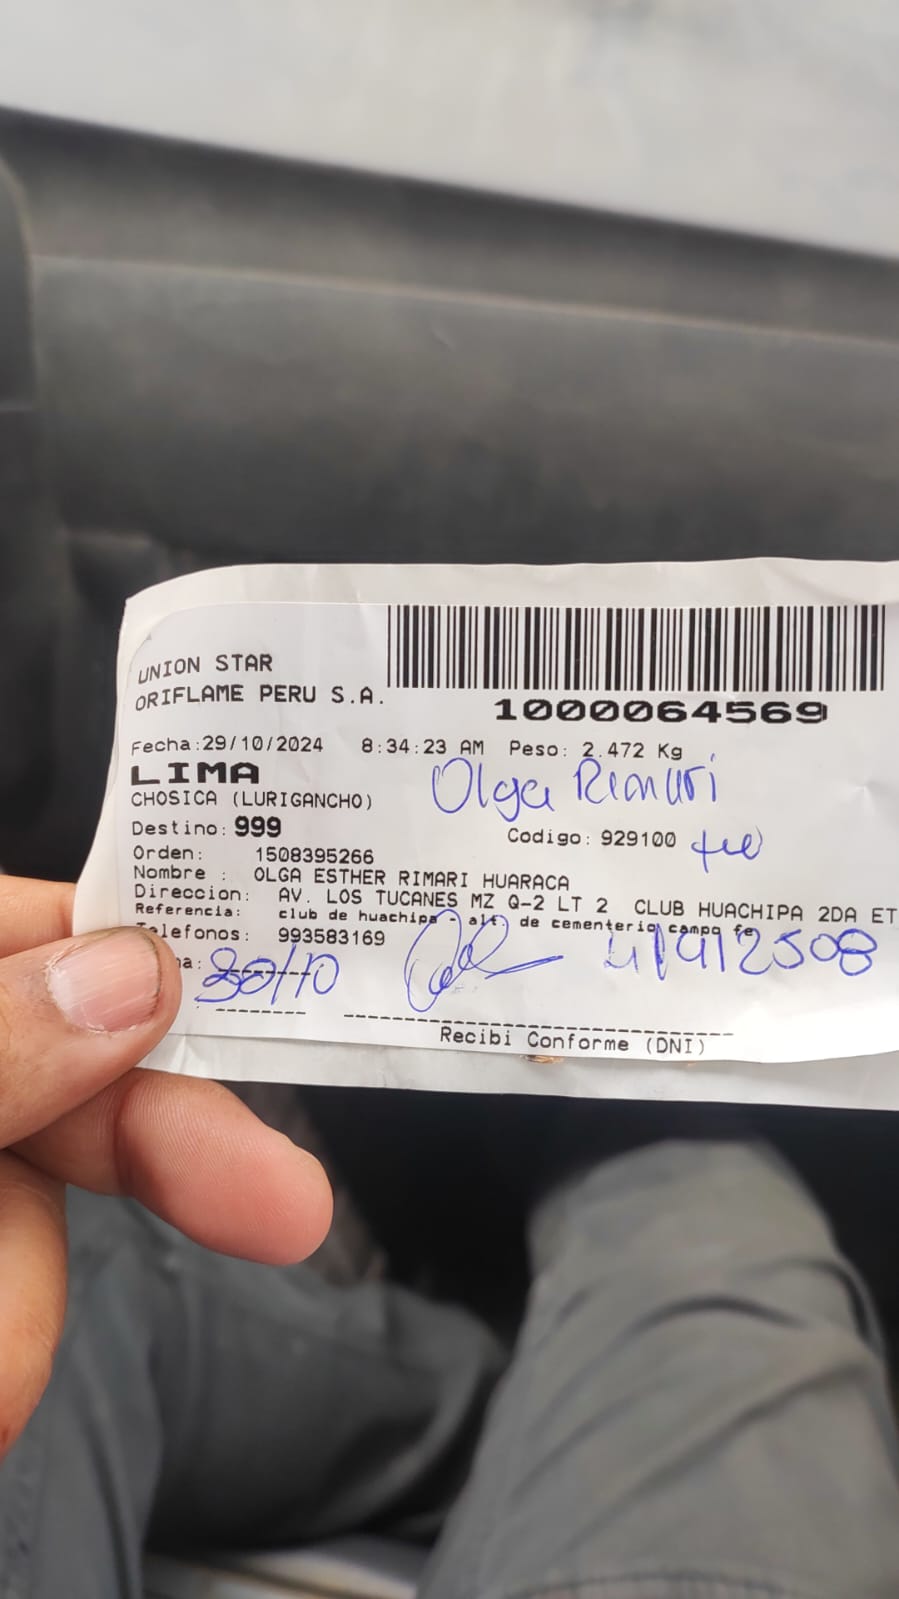 UNION STAR
ORIFLAME PERU S.A.
1000064569
Fecha:29/10/2024 8:34:23 AM Peso: 2.472 Kg
LIMA
Olga Rimari
CHOSICA (LURIGANCHO)
Destino: 999 Codigo: 929100
Orden: 1508395266
Nombre : OLGA ESTHER RIMARI HUARACA
Direccion: AV. LOS TUCANES MZ Q-2 LT 2 CLUB HUACHIPA 2DA ET
Referencia: club de huachipa - alt. de cementerio campo fe
Telefonos: 993583169
30/10 41912508
Recibi Conforme (DNI)